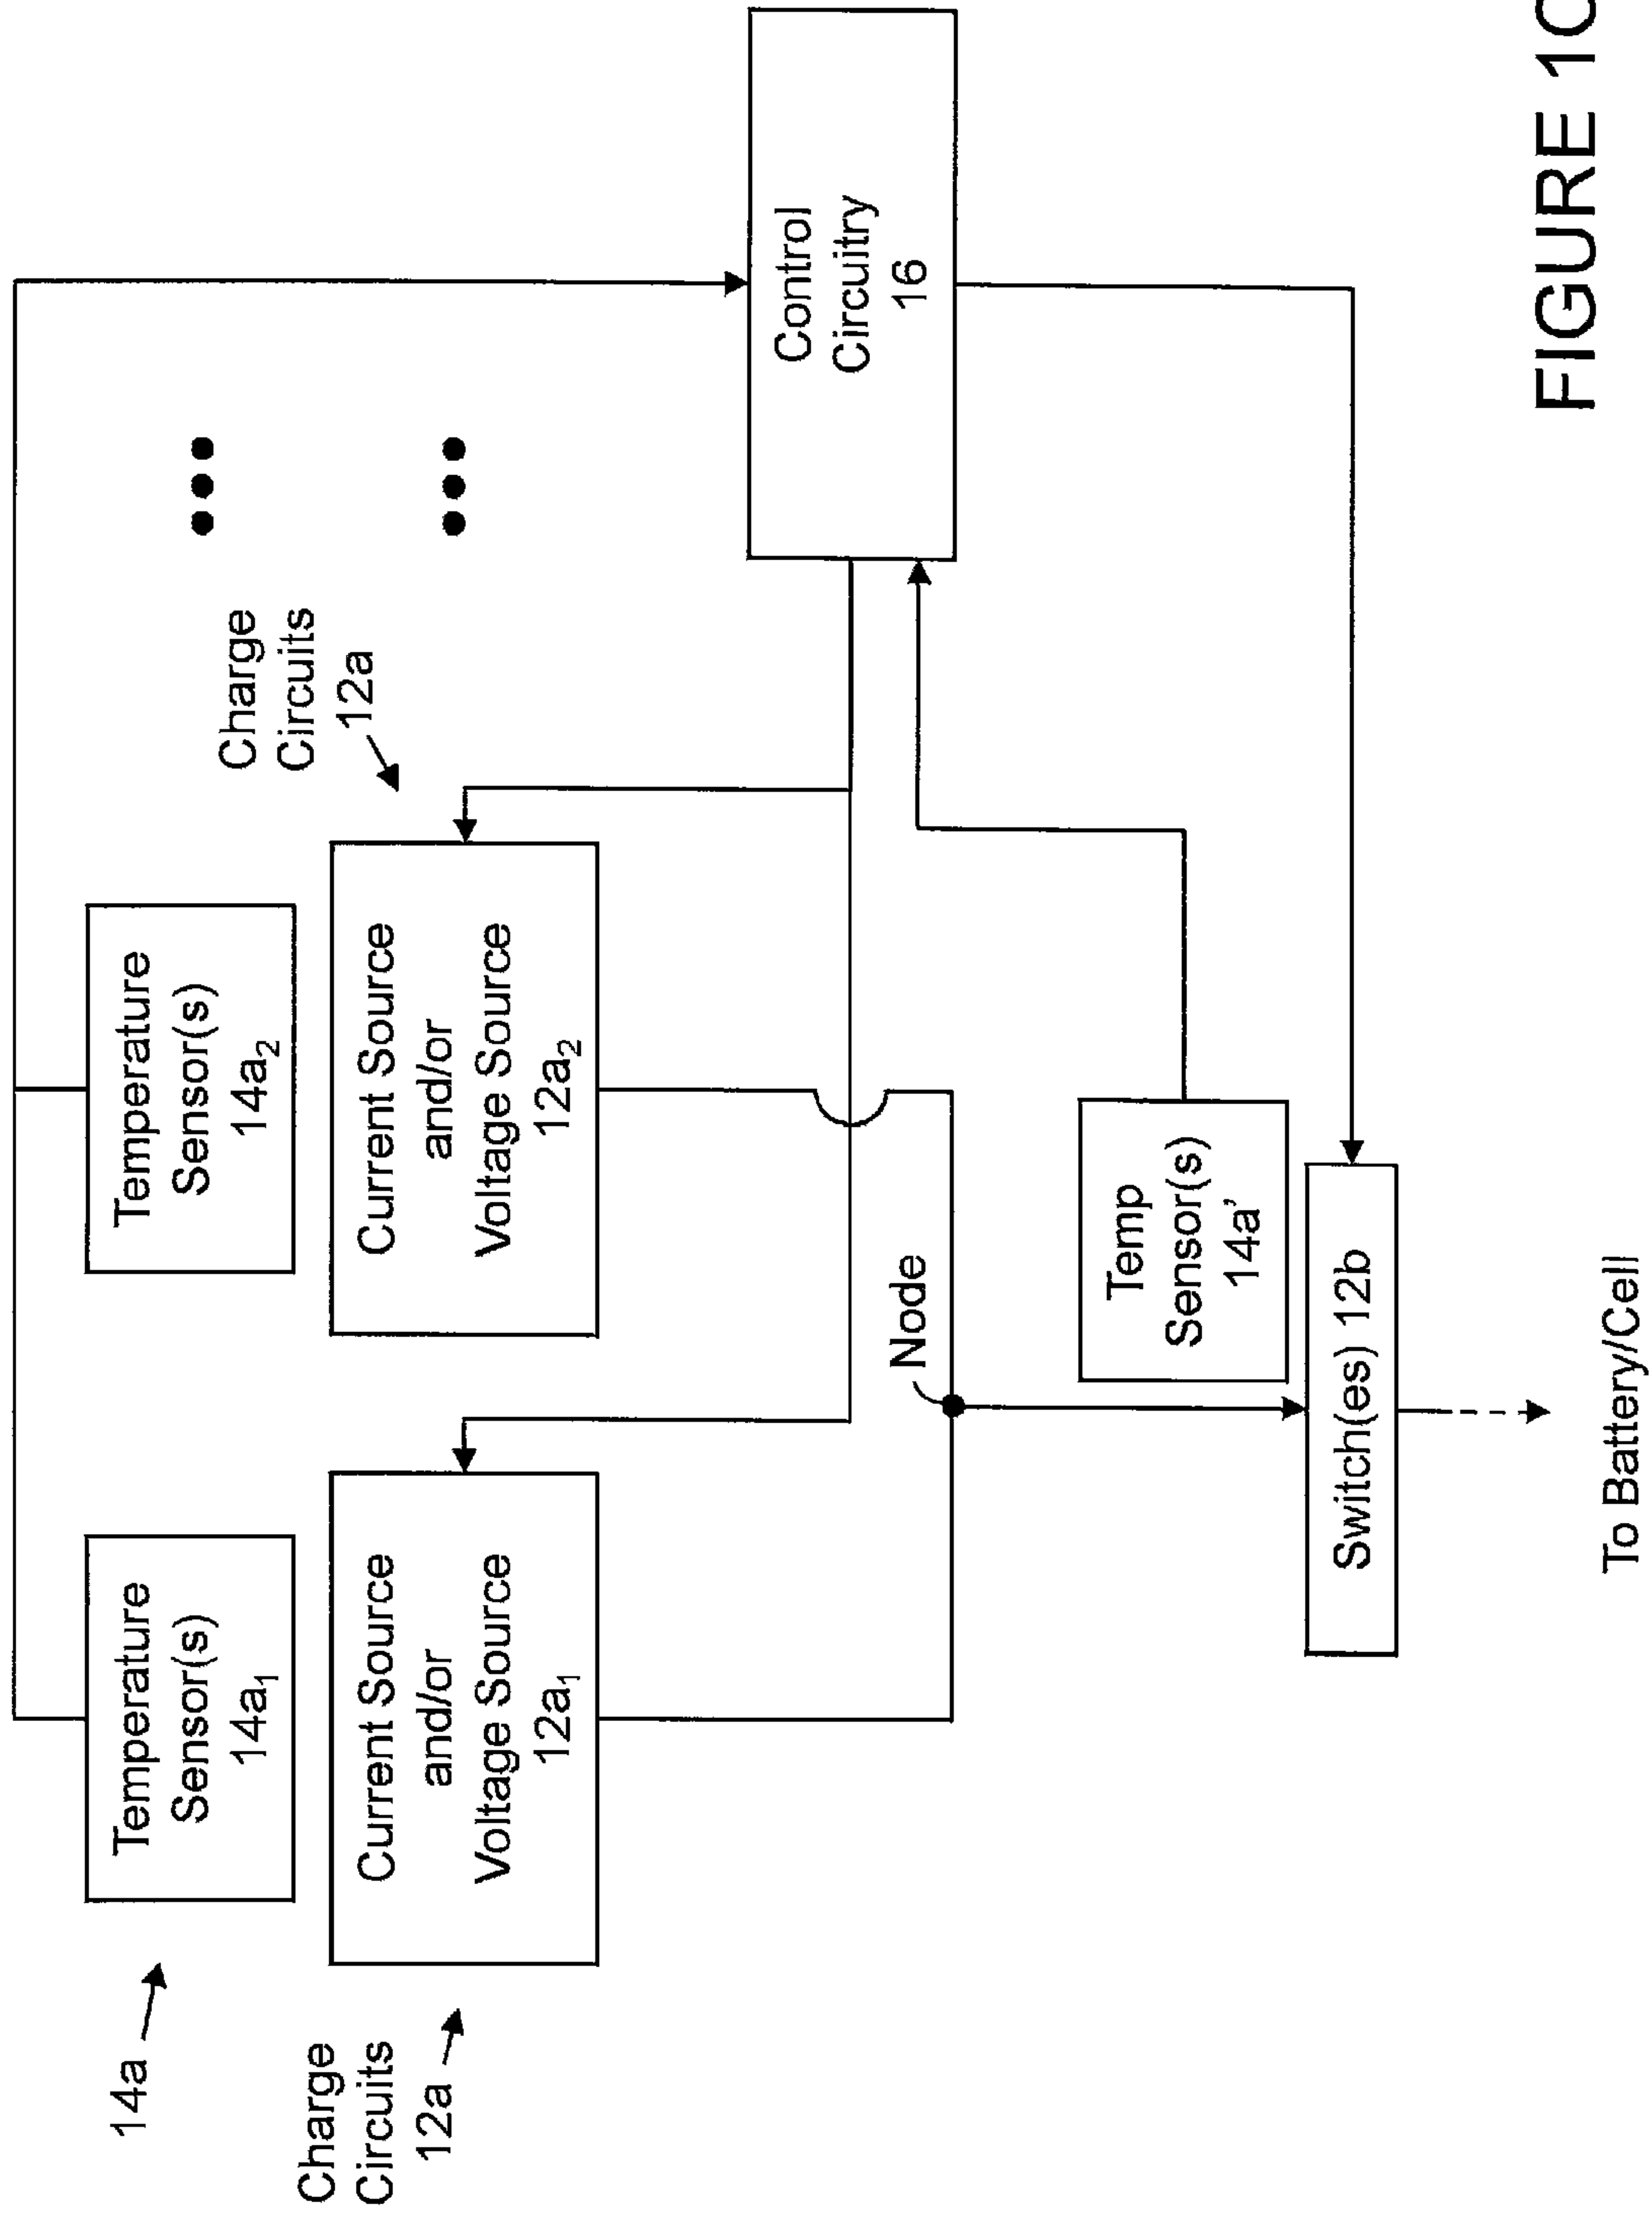 14a
Temperature
Sensor(s)
14a₁
Temperature
Sensor(s)
14a₂
Charge
Circuits
12a
Current Source
and/or
Voltage Source
12a₁
Current Source
and/or
Voltage Source
12a₂
Charge
Circuits
12a
Control
Circuitry
16
Node
Temp
Sensor(s)
14a'
Switch(es) 12b
To Battery/Cell
FIGURE 1C